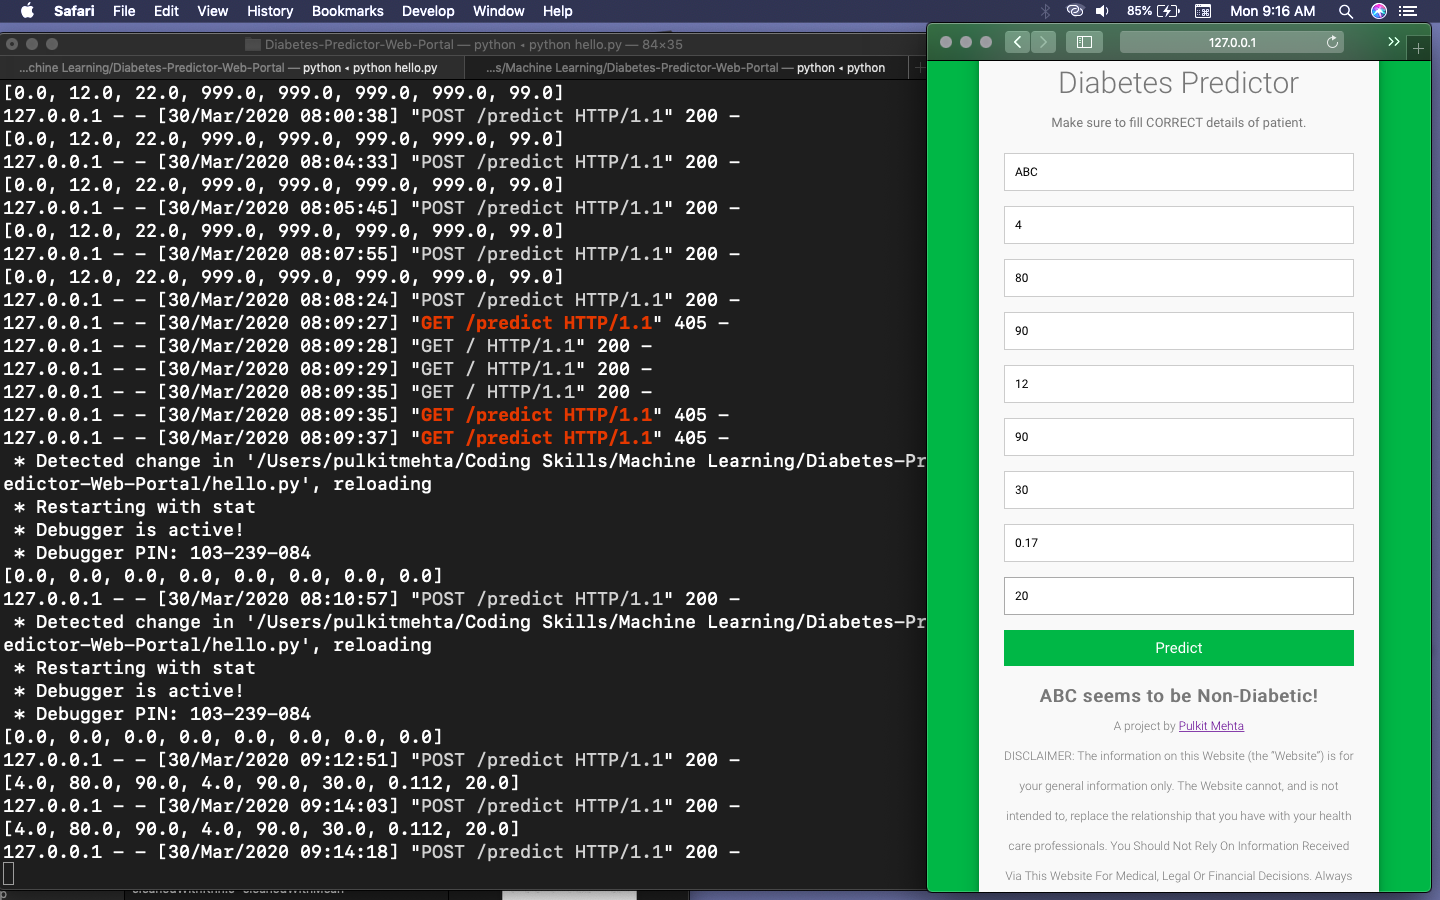 Safari File Edit View History Bookmarks Develop Window Help 85% Mon 9:16 AM
Diabetes-Predictor-Web-Portal — python ◂ python hello.py — 84×35
...chine Learning/Diabetes-Predictor-Web-Portal — python ◂ python hello.py
...s/Machine Learning/Diabetes-Predictor-Web-Portal — python ◂ python
[0.0, 12.0, 22.0, 999.0, 999.0, 999.0, 999.0, 99.0]
127.0.0.1 - - [30/Mar/2020 08:00:38] "POST /predict HTTP/1.1" 200 -
[0.0, 12.0, 22.0, 999.0, 999.0, 999.0, 999.0, 99.0]
127.0.0.1 - - [30/Mar/2020 08:04:33] "POST /predict HTTP/1.1" 200 -
[0.0, 12.0, 22.0, 999.0, 999.0, 999.0, 999.0, 99.0]
127.0.0.1 - - [30/Mar/2020 08:05:45] "POST /predict HTTP/1.1" 200 -
[0.0, 12.0, 22.0, 999.0, 999.0, 999.0, 999.0, 99.0]
127.0.0.1 - - [30/Mar/2020 08:07:55] "POST /predict HTTP/1.1" 200 -
[0.0, 12.0, 22.0, 999.0, 999.0, 999.0, 999.0, 99.0]
127.0.0.1 - - [30/Mar/2020 08:08:24] "POST /predict HTTP/1.1" 200 -
127.0.0.1 - - [30/Mar/2020 08:09:27] "GET /predict HTTP/1.1" 405 -
127.0.0.1 - - [30/Mar/2020 08:09:28] "GET / HTTP/1.1" 200 -
127.0.0.1 - - [30/Mar/2020 08:09:29] "GET / HTTP/1.1" 200 -
127.0.0.1 - - [30/Mar/2020 08:09:35] "GET / HTTP/1.1" 200 -
127.0.0.1 - - [30/Mar/2020 08:09:35] "GET /predict HTTP/1.1" 405 -
127.0.0.1 - - [30/Mar/2020 08:09:37] "GET /predict HTTP/1.1" 405 -
* Detected change in '/Users/pulkitmehta/Coding Skills/Machine Learning/Diabetes-Pr
edictor-Web-Portal/hello.py', reloading
* Restarting with stat
* Debugger is active!
* Debugger PIN: 103-239-084
[0.0, 0.0, 0.0, 0.0, 0.0, 0.0, 0.0, 0.0]
127.0.0.1 - - [30/Mar/2020 08:10:57] "POST /predict HTTP/1.1" 200 -
* Detected change in '/Users/pulkitmehta/Coding Skills/Machine Learning/Diabetes-Pr
edictor-Web-Portal/hello.py', reloading
* Restarting with stat
* Debugger is active!
* Debugger PIN: 103-239-084
[0.0, 0.0, 0.0, 0.0, 0.0, 0.0, 0.0, 0.0]
127.0.0.1 - - [30/Mar/2020 09:12:51] "POST /predict HTTP/1.1" 200 -
[4.0, 80.0, 90.0, 4.0, 90.0, 30.0, 0.112, 20.0]
127.0.0.1 - - [30/Mar/2020 09:14:03] "POST /predict HTTP/1.1" 200 -
[4.0, 80.0, 90.0, 4.0, 90.0, 30.0, 0.112, 20.0]
127.0.0.1 - - [30/Mar/2020 09:14:18] "POST /predict HTTP/1.1" 200 -
127.0.0.1
Diabetes Predictor
Make sure to fill CORRECT details of patient.
ABC
4
80
90
12
90
30
0.17
20
Predict
ABC seems to be Non-Diabetic!
A project by Pulkit Mehta
DISCLAIMER: The information on this Website (the “Website”) is for
your general information only. The Website cannot, and is not
intended to, replace the relationship that you have with your health
care professionals. You Should Not Rely On Information Received
Via This Website For Medical, Legal Or Financial Decisions. Always